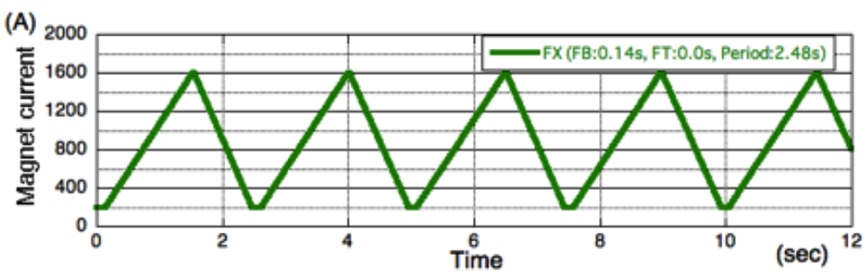 (A)
2000
1600
1200
800
400
0
Magnet current
FX (FB:0.14s, FT:0.0s, Period:2.48s)
0 2 4 6 8 10 12
Time (sec)